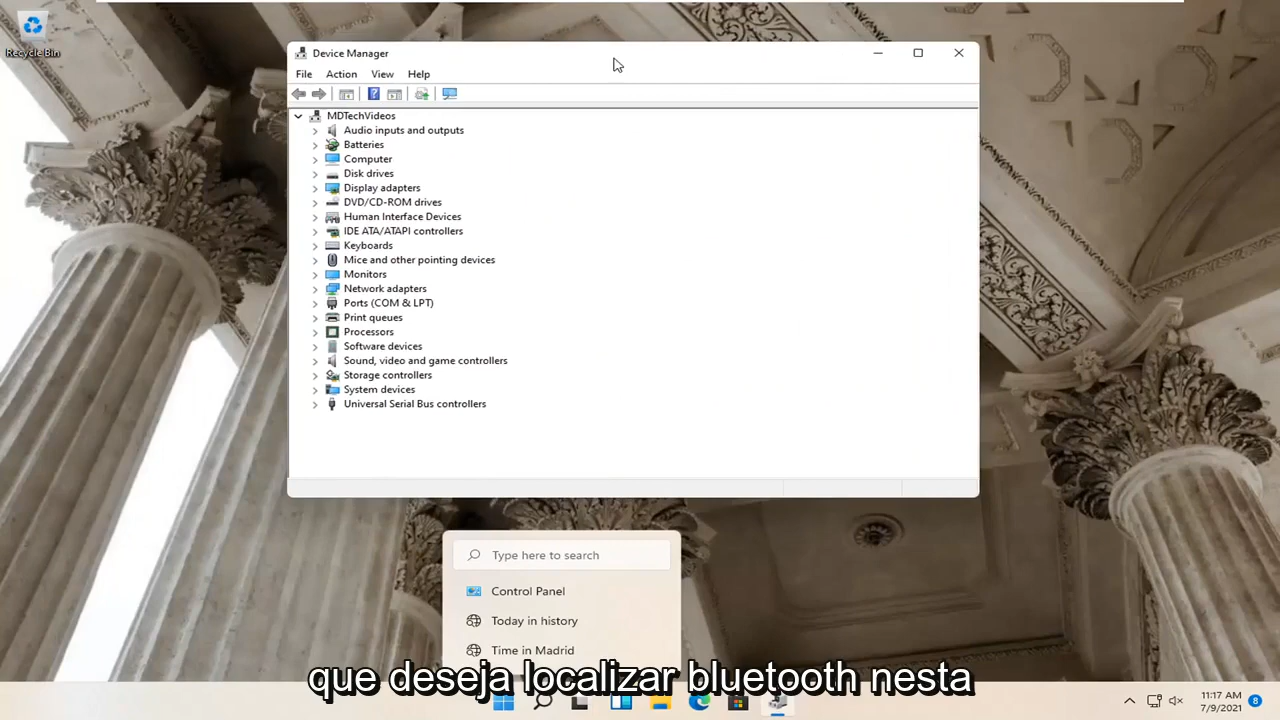 Recycle Bin
Device Manager
File Action View Help
MDTechVideos
Audio inputs and outputs
Batteries
Computer
Disk drives
Display adapters
DVD/CD-ROM drives
Human Interface Devices
IDE ATA/ATAPI controllers
Keyboards
Mice and other pointing devices
Monitors
Network adapters
Ports (COM & LPT)
Print queues
Processors
Software devices
Sound, video and game controllers
Storage controllers
System devices
Universal Serial Bus controllers
Type here to search
Control Panel
Today in history
Time in Madrid
que deseja localizar bluetooth nesta
11:17 AM
7/9/2021
8